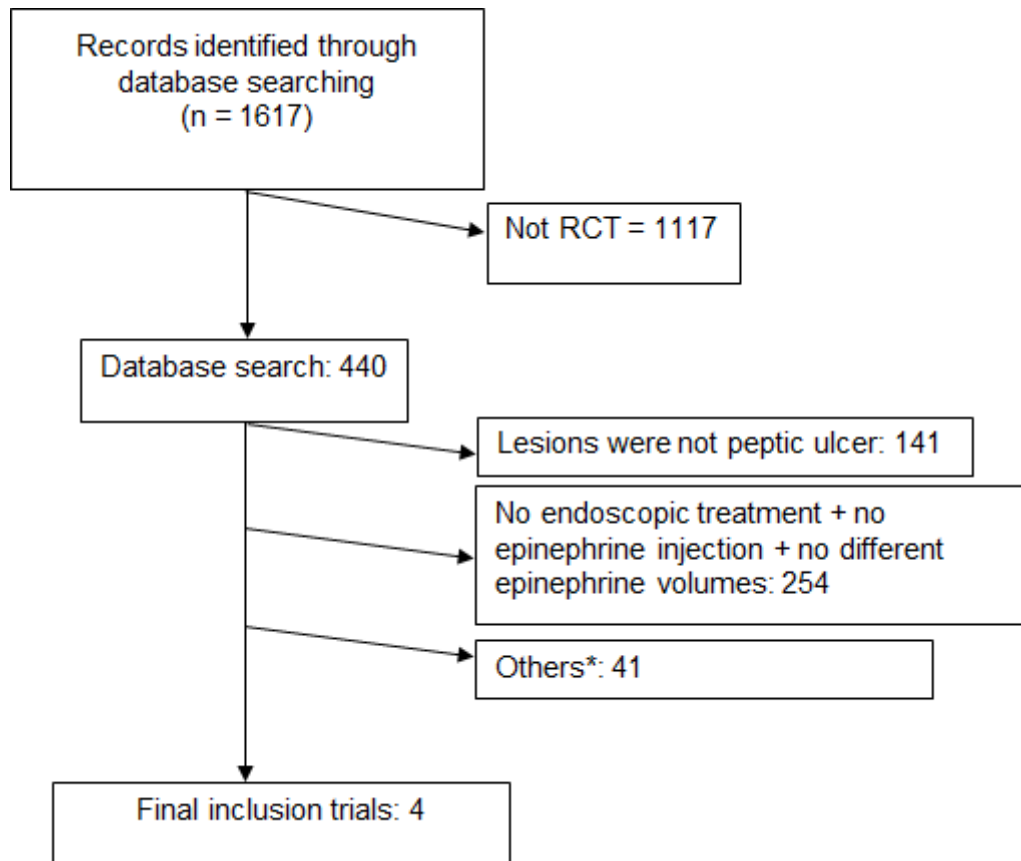 Records identified through
database searching
(n = 1617)
Not RCT = 1117
Database search: 440
Lesions were not peptic ulcer: 141
No endoscopic treatment + no
epinephrine injection + no different
epinephrine volumes: 254
Others*: 41
Final inclusion trials: 4